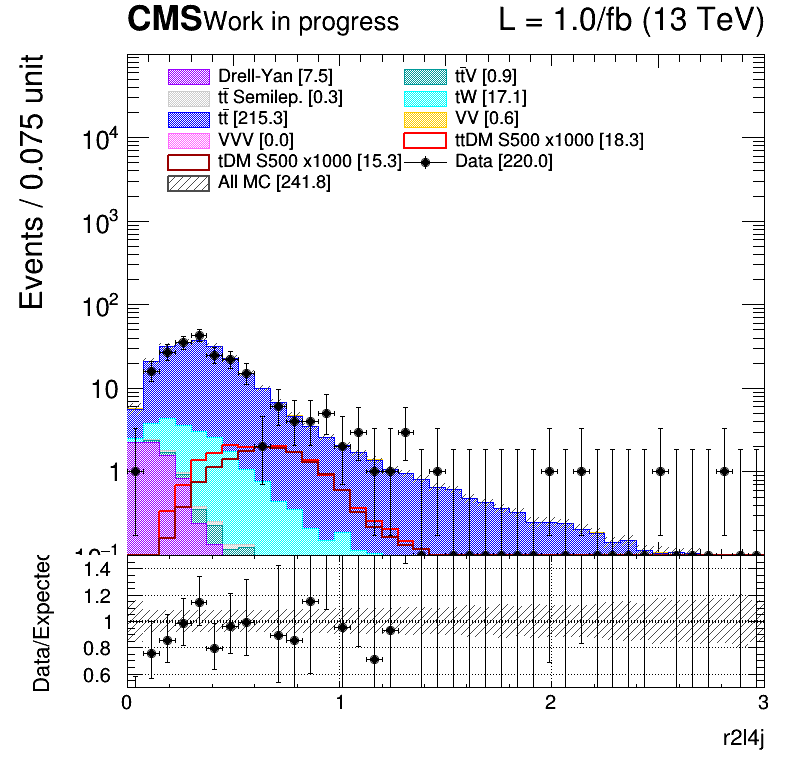 CMS Work in progress L = 1.0/fb (13 TeV)
Drell-Yan [7.5] tt̄V [0.9]
tt̄ Semilep. [0.3] tW [17.1]
tt̄ [215.3] VV [0.6]
VVV [0.0] ttDM S500 x1000 [18.3]
tDM S500 x1000 [15.3] Data [220.0]
All MC [241.8]
Events / 0.075 unit
10⁴
10³
10²
10
1
10⁻¹
Data/Expected
1.4
1.2
1
0.8
0.6
0 1 2 3
r2l4j